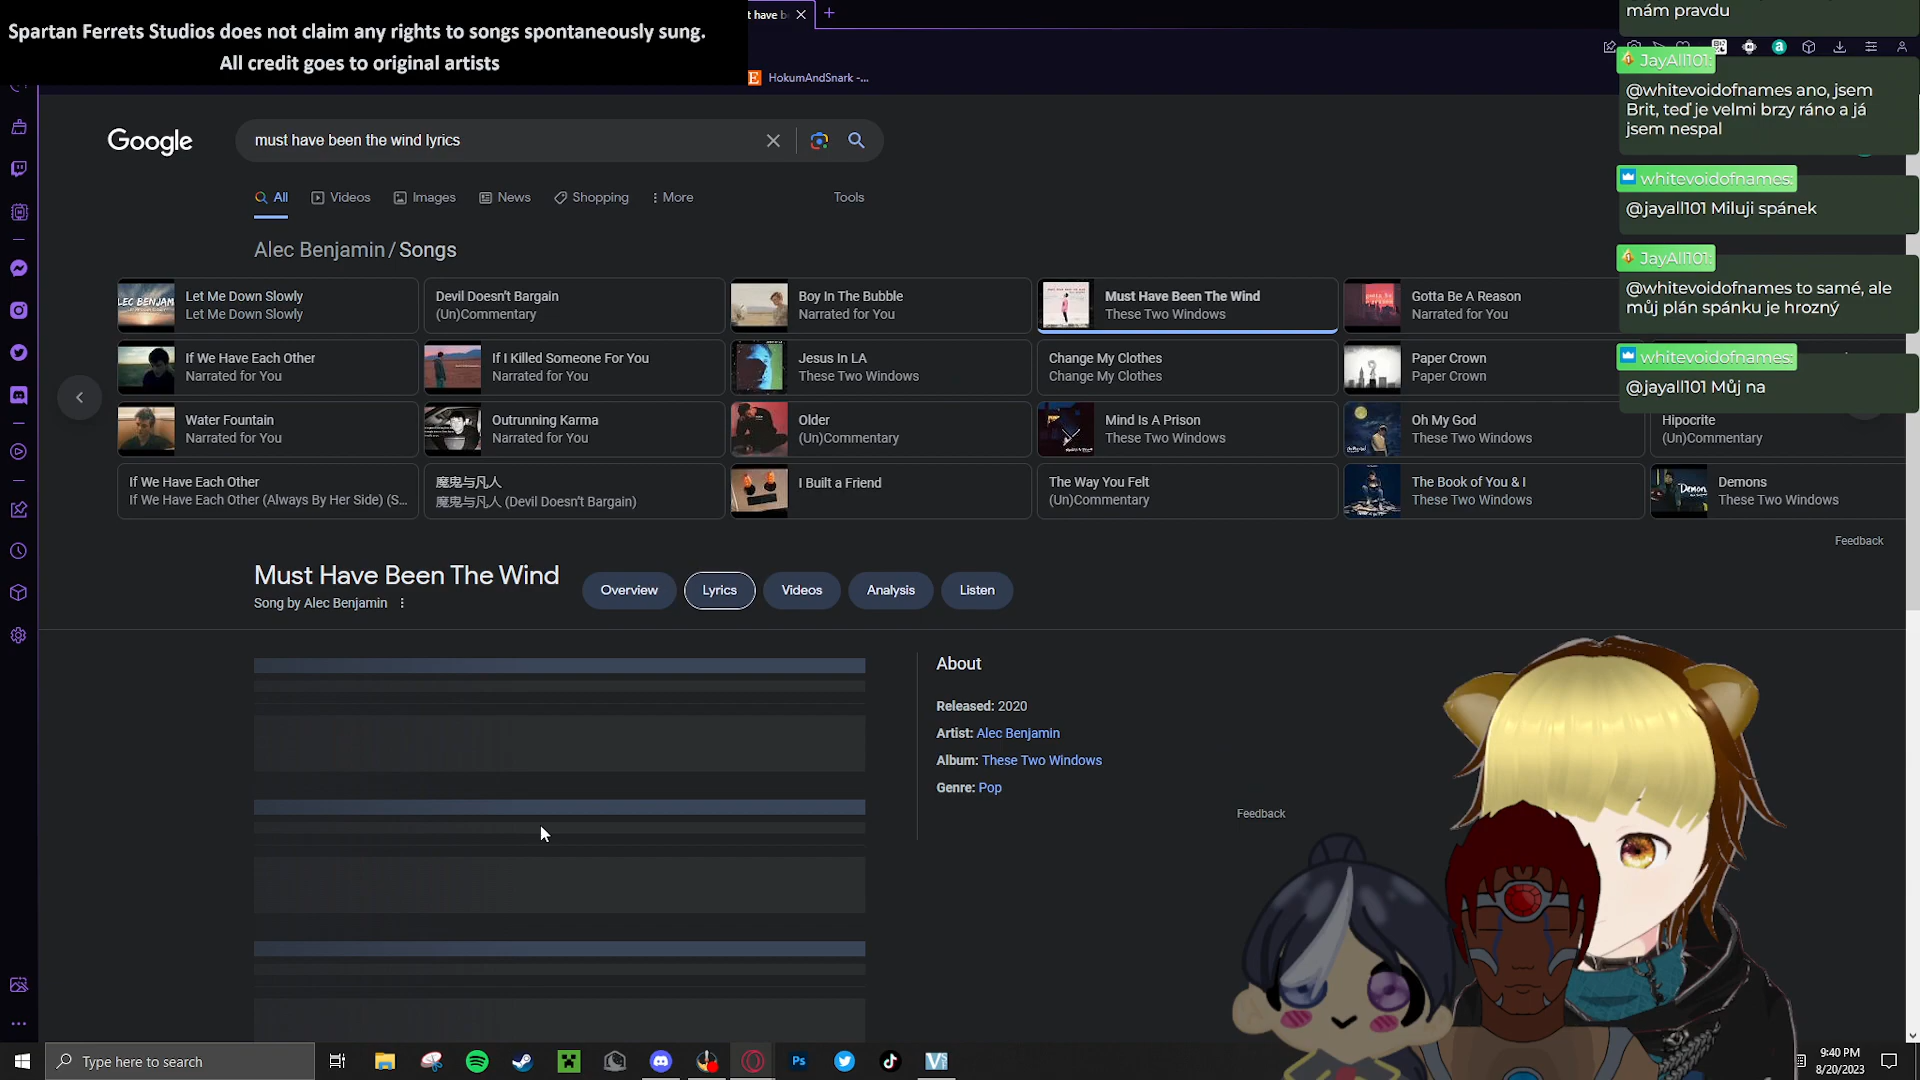 Spartan Ferrets Studios does not claim any rights to songs spontaneously sung.
All credit goes to original artists
t have b
HokumAndSnark -...
Google
must have been the wind lyrics
All
Videos
Images
News
Shopping
More
Tools
Alec Benjamin / Songs
Let Me Down Slowly
Let Me Down Slowly
Devil Doesn't Bargain
(Un)Commentary
Boy In The Bubble
Narrated for You
Must Have Been The Wind
These Two Windows
Gotta Be A Reason
Narrated for You
If We Have Each Other
Narrated for You
If I Killed Someone For You
Narrated for You
Jesus In LA
These Two Windows
Change My Clothes
Change My Clothes
Paper Crown
Paper Crown
Water Fountain
Narrated for You
Outrunning Karma
Narrated for You
Older
(Un)Commentary
Mind Is A Prison
These Two Windows
Oh My God
These Two Windows
Hipocrite
(Un)Commentary
If We Have Each Other
If We Have Each Other (Always By Her Side) (S...
魔鬼与凡人
魔鬼与凡人 (Devil Doesn't Bargain)
I Built a Friend
The Way You Felt
(Un)Commentary
The Book of You & I
These Two Windows
Demons
These Two Windows
Feedback
Must Have Been The Wind
Song by Alec Benjamin
Overview
Lyrics
Videos
Analysis
Listen
About
Released: 2020
Artist: Alec Benjamin
Album: These Two Windows
Genre: Pop
Feedback
mám pravdu
JayAll101:
@whitevoidofnames ano, jsem
Brit, teď je velmi brzy ráno a já
jsem nespal
whitevoidofnames:
@jayall101 Miluji spánek
JayAll101:
@whitevoidofnames to samé, ale
můj plán spánku je hrozný
whitevoidofnames:
@jayall101 Můj na
Type here to search
Ps
9:40 PM
8/20/2023